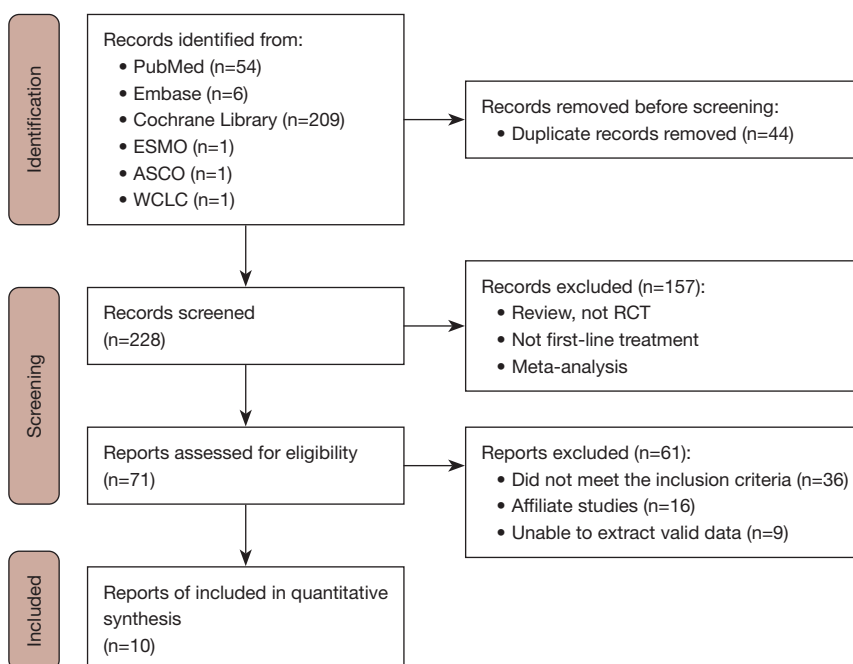 Identification
Records identified from:
• PubMed (n=54)
• Embase (n=6)
• Cochrane Library (n=209)
• ESMO (n=1)
• ASCO (n=1)
• WCLC (n=1)
Records removed before screening:
• Duplicate records removed (n=44)
Screening
Records screened
(n=228)
Records excluded (n=157):
• Review, not RCT
• Not first-line treatment
• Meta-analysis
Reports assessed for eligibility
(n=71)
Reports excluded (n=61):
• Did not meet the inclusion criteria (n=36)
• Affiliate studies (n=16)
• Unable to extract valid data (n=9)
Included
Reports of included in quantitative
synthesis
(n=10)